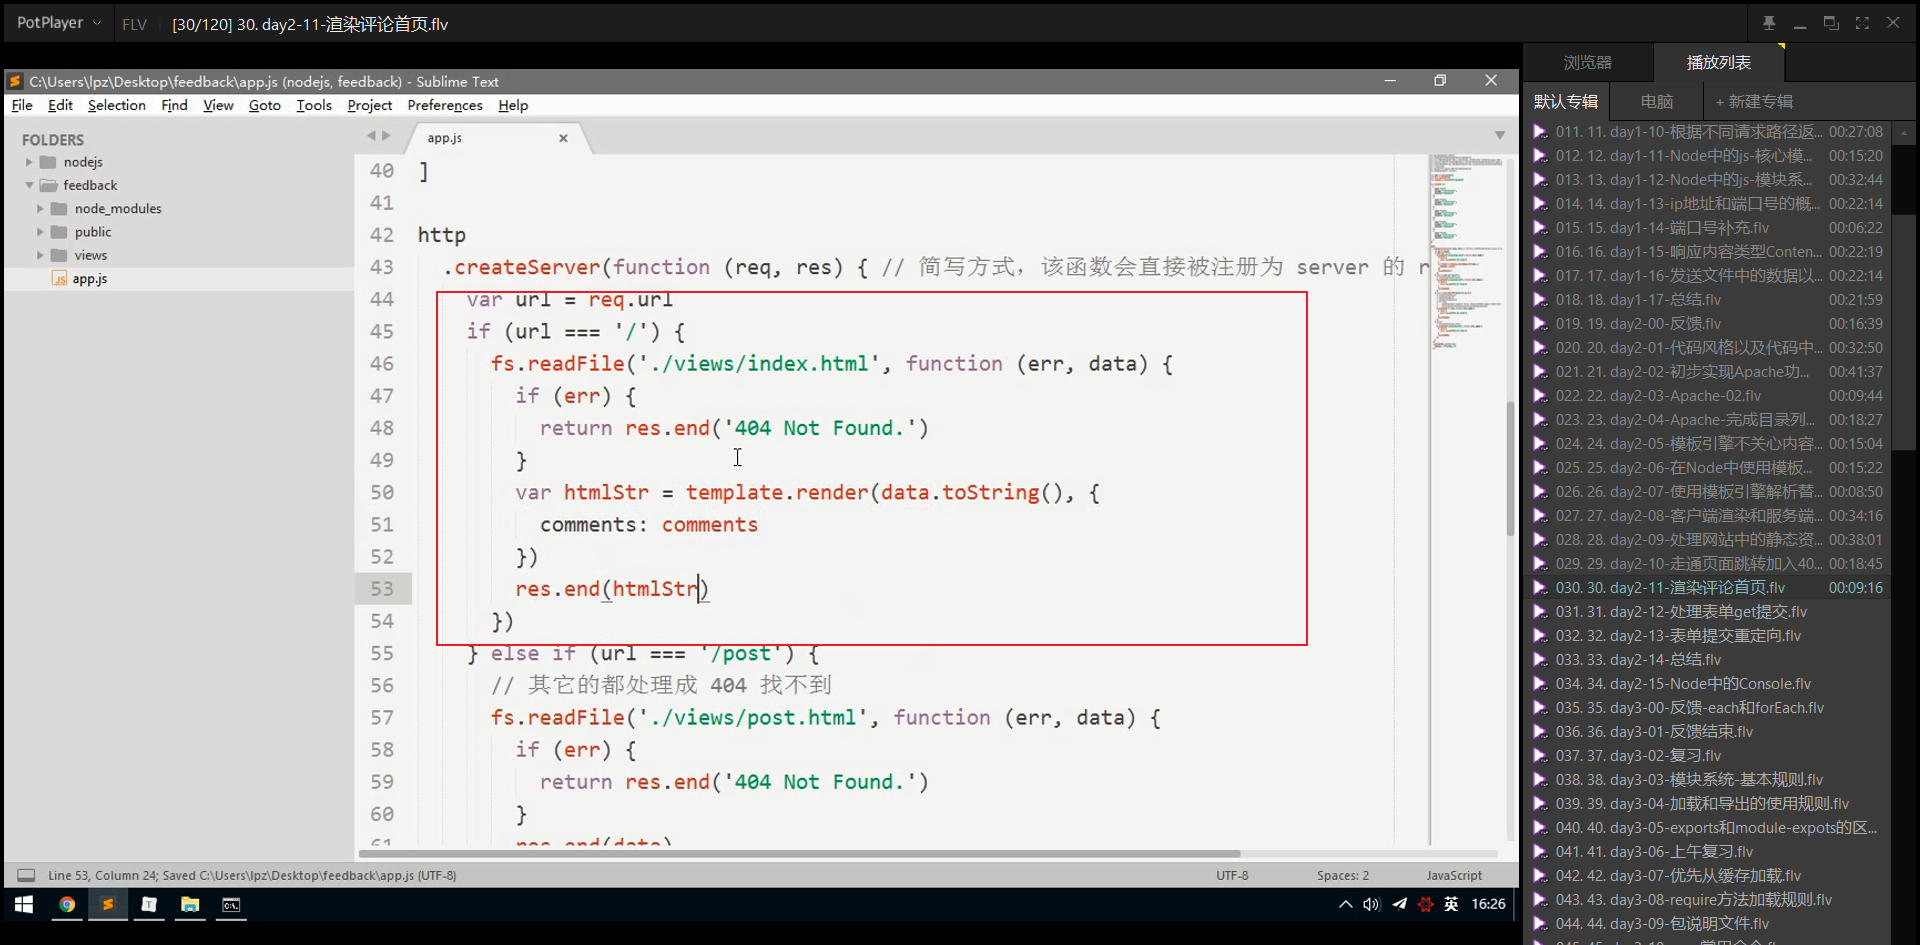 PotPlayer
FLV
[30/120] 30. day2-11-渲染评论首页.flv
C:\Users\lpz\Desktop\feedback\app.js (nodejs, feedback) - Sublime Text
File Edit Selection Find View Goto Tools Project Preferences Help
FOLDERS
nodejs
feedback
node_modules
public
views
app.js
app.js
40 ]
41
42 http
43 .createServer(function (req, res) { // 简写方式，该函数会直接被注册为 server 的 r
44 var url = req.url
45 if (url === '/') {
46 fs.readFile('./views/index.html', function (err, data) {
47 if (err) {
48 return res.end('404 Not Found.')
49 }
50 var htmlStr = template.render(data.toString(), {
51 comments: comments
52 })
53 res.end(htmlStr)
54 })
55 } else if (url === '/post') {
56 // 其它的都处理成 404 找不到
57 fs.readFile('./views/post.html', function (err, data) {
58 if (err) {
59 return res.end('404 Not Found.')
60 }
61 res.end(data)
Line 53, Column 24; Saved C:\Users\lpz\Desktop\feedback\app.js (UTF-8)
UTF-8
Spaces: 2
JavaScript
英
16:26
浏览器
播放列表
默认专辑
电脑
+ 新建专辑
011. 11. day1-10-根据不同请求路径返... 00:27:08
012. 12. day1-11-Node中的js-核心模... 00:15:20
013. 13. day1-12-Node中的js-模块系... 00:32:44
014. 14. day1-13-ip地址和端口号的概... 00:22:14
015. 15. day1-14-端口号补充.flv 00:06:22
016. 16. day1-15-响应内容类型Conten... 00:22:19
017. 17. day1-16-发送文件中的数据以... 00:22:14
018. 18. day1-17-总结.flv 00:21:59
019. 19. day2-00-反馈.flv 00:16:39
020. 20. day2-01-代码风格以及代码中... 00:32:50
021. 21. day2-02-初步实现Apache功... 00:41:37
022. 22. day2-03-Apache-02.flv 00:09:44
023. 23. day2-04-Apache-完成目录列... 00:18:27
024. 24. day2-05-模板引擎不关心内容... 00:15:04
025. 25. day2-06-在Node中使用模板... 00:15:22
026. 26. day2-07-使用模板引擎解析替... 00:08:50
027. 27. day2-08-客户端渲染和服务端... 00:34:16
028. 28. day2-09-处理网站中的静态资... 00:38:01
029. 29. day2-10-走通页面跳转加入40... 00:18:45
030. 30. day2-11-渲染评论首页.flv 00:09:16
031. 31. day2-12-处理表单get提交.flv
032. 32. day2-13-表单提交重定向.flv
033. 33. day2-14-总结.flv
034. 34. day2-15-Node中的Console.flv
035. 35. day3-00-反馈-each和forEach.flv
036. 36. day3-01-反馈结束.flv
037. 37. day3-02-复习.flv
038. 38. day3-03-模块系统-基本规则.flv
039. 39. day3-04-加载和导出的使用规则.flv
040. 40. day3-05-exports和module-expots的区...
041. 41. day3-06-上午复习.flv
042. 42. day3-07-优先从缓存加载.flv
043. 43. day3-08-require方法加载规则.flv
044. 44. day3-09-包说明文件.flv